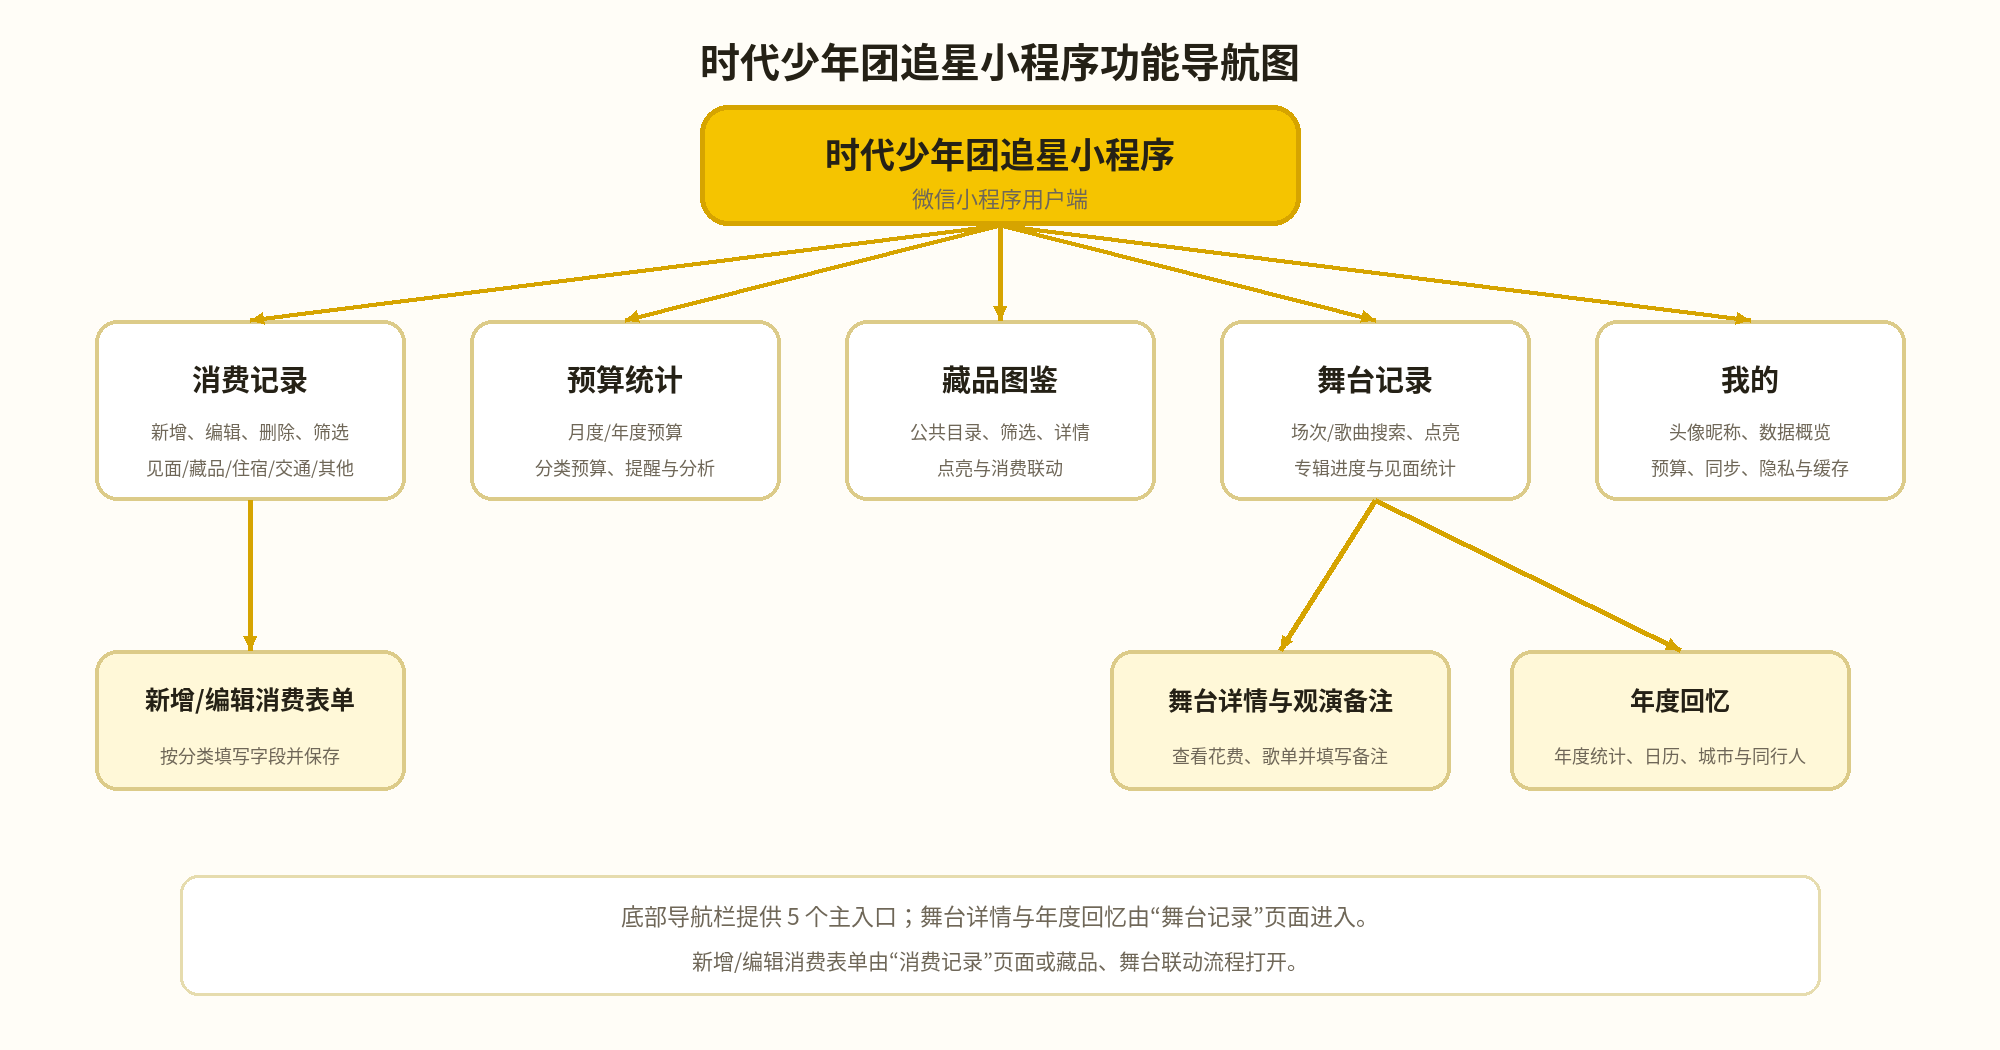 时代少年团追星小程序功能导航图
时代少年团追星小程序
微信小程序用户端
消费记录
新增、编辑、删除、筛选
见面/藏品/住宿/交通/其他
预算统计
月度/年度预算
分类预算、提醒与分析
藏品图鉴
公共目录、筛选、详情
点亮与消费联动
舞台记录
场次/歌曲搜索、点亮
专辑进度与见面统计
我的
头像昵称、数据概览
预算、同步、隐私与缓存
新增/编辑消费表单
按分类填写字段并保存
舞台详情与观演备注
查看花费、歌单并填写备注
年度回忆
年度统计、日历、城市与同行人
底部导航栏提供 5 个主入口；舞台详情与年度回忆由“舞台记录”页面进入。
新增/编辑消费表单由“消费记录”页面或藏品、舞台联动流程打开。